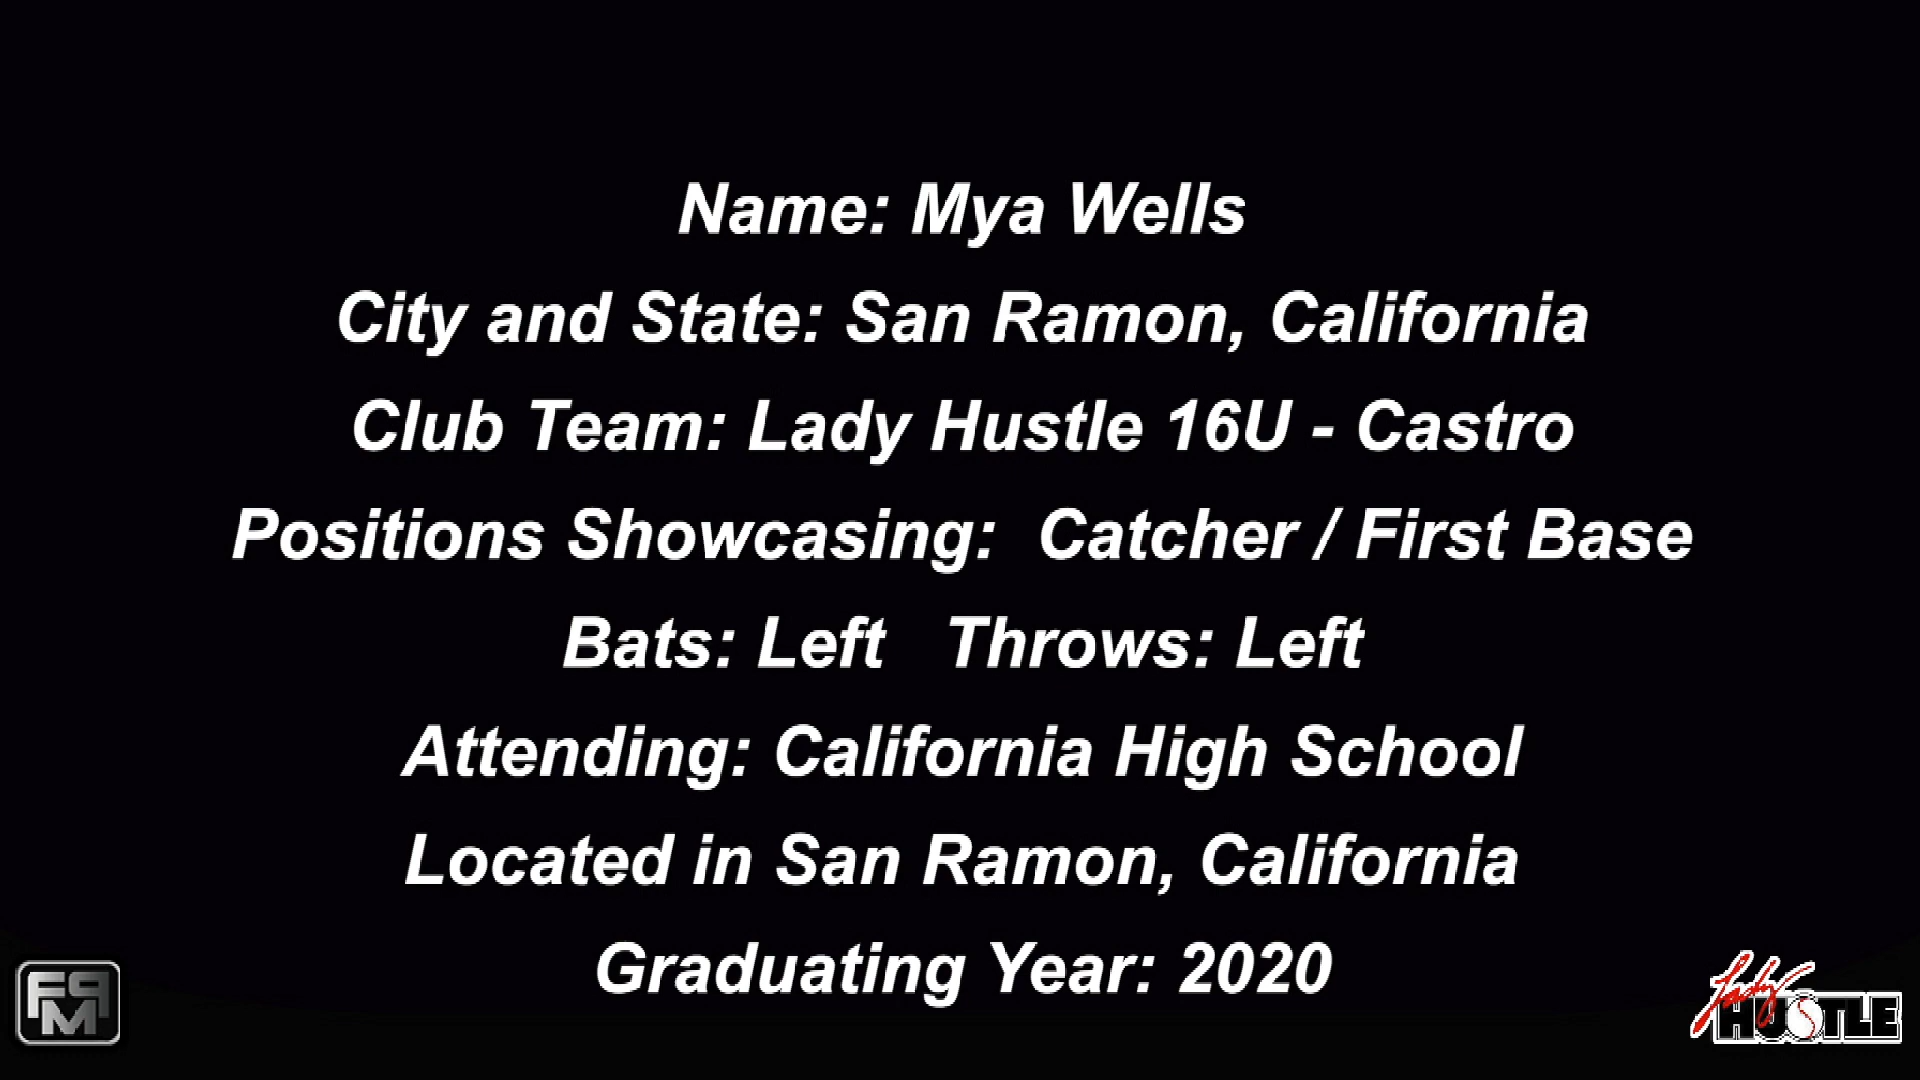 Name: Mya Wells
City and State: San Ramon, California
Club Team: Lady Hustle 16U - Castro
Positions Showcasing:  Catcher / First Base
Bats: Left   Throws: Left
Attending: California High School
Located in San Ramon, California
Graduating Year: 2020
FPM
Lady
HUSTLE